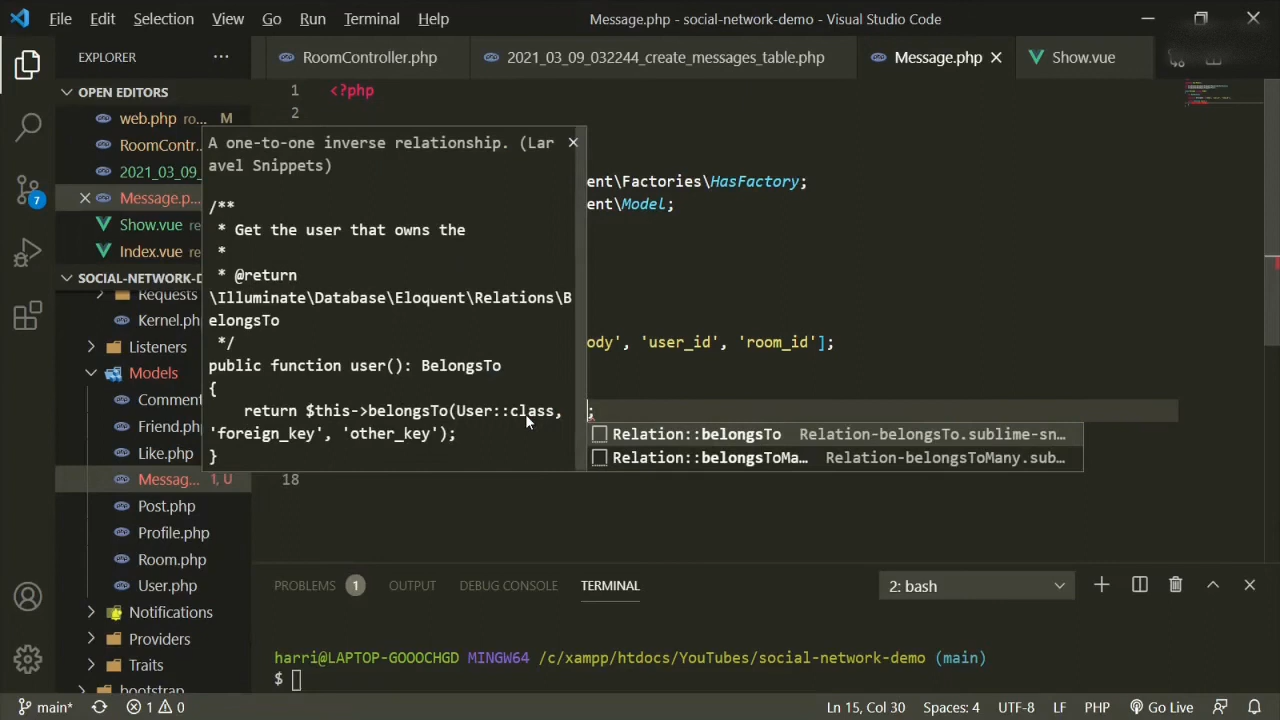 File Edit Selection View Go Run Terminal Help Message.php - social-network-demo - Visual Studio Code
EXPLORER ...
RoomController.php 2021_03_09_032244_create_messages_table.php Message.php Show.vue
OPEN EDITORS
web.php ro... M
RoomContr...
2021_03_09_
Message.p...
Show.vue
Index.vue
SOCIAL-NETWORK-D
Requests
Kernel.ph
Listeners
Models
Comment
Friend.php
Like.php
Messag... 1, U
Post.php
Profile.php
Room.php
User.php
Notifications
Providers
Traits
bootstrap
1 <?php
2
A one-to-one inverse relationship. (Lar
avel Snippets)
/**
* Get the user that owns the
*
* @return
\Illuminate\Database\Eloquent\Relations\B
elongsTo
*/
public function user(): BelongsTo
{
return $this->belongsTo(User::class,
'foreign_key', 'other_key');
}
ent\Factories\HasFactory;
ent\Model;
ody', 'user_id', 'room_id'];
;
Relation::belongsTo Relation-belongsTo.sublime-sn...
Relation::belongsToMa... Relation-belongsToMany.sub...
18
PROBLEMS 1 OUTPUT DEBUG CONSOLE TERMINAL 2: bash
harri@LAPTOP-GOOOCHGD MINGW64 /c/xampp/htdocs/YouTubes/social-network-demo (main)
$
7
main* 1 0 Ln 15, Col 30 Spaces: 4 UTF-8 LF PHP Go Live